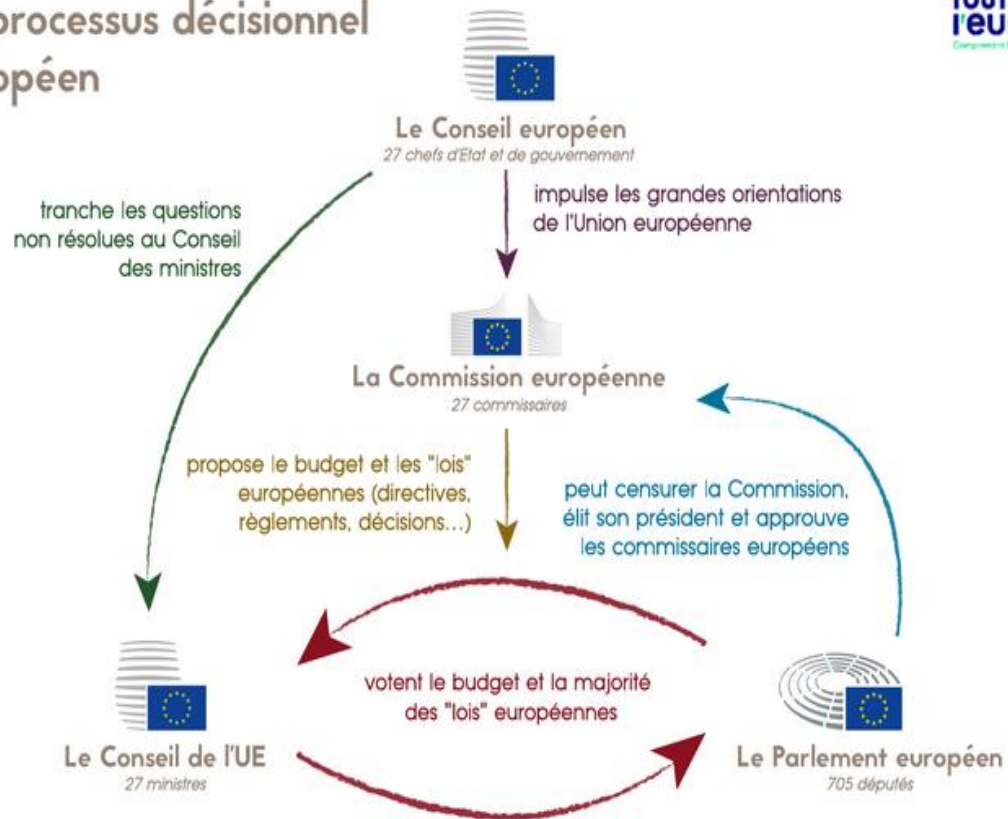 processus décisionnel
opéen
l'eu
Le Conseil européen
27 chefs d'Etat et de gouvernement
tranche les questions
non résolues au Conseil
des ministres
impulse les grandes orientations
de l'Union européenne
La Commission européenne
27 commissaires
propose le budget et les "lois"
européennes (directives,
règlements, décisions...)
peut censurer la Commission,
élit son président et approuve
les commissaires européens
votent le budget et la majorité
des "lois" européennes
Le Conseil de l'UE
27 ministres
Le Parlement européen
705 députés